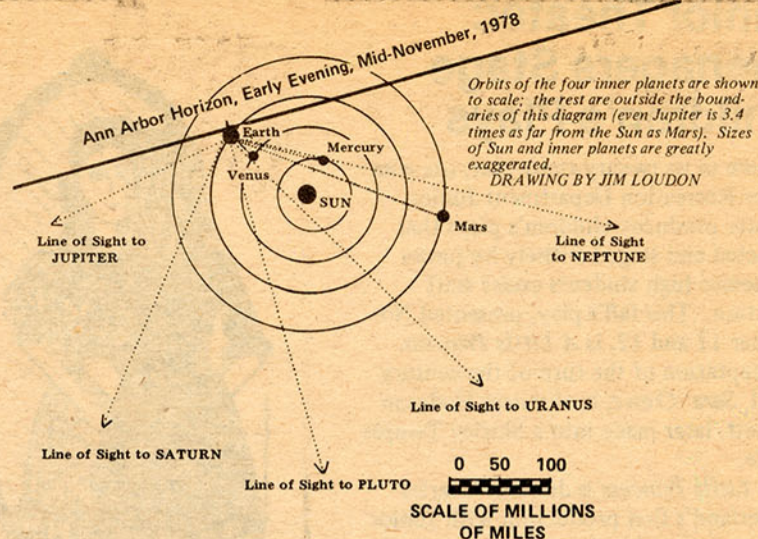 Ann Arbor Horizon, Early Evening, Mid-November, 1978
Orbits of the four inner planets are shown
to scale; the rest are outside the bound-
aries of this diagram (even Jupiter is 3.4
times as far from the Sun as Mars). Sizes
of Sun and inner planets are greatly
exaggerated.
DRAWING BY JIM LOUDON
Earth
Mercury
Venus
SUN
Mars
Line of Sight to
JUPITER
Line of Sight
to NEPTUNE
Line of Sight to URANUS
Line of Sight to SATURN
Line of Sight to PLUTO
0 50 100
SCALE OF MILLIONS
OF MILES